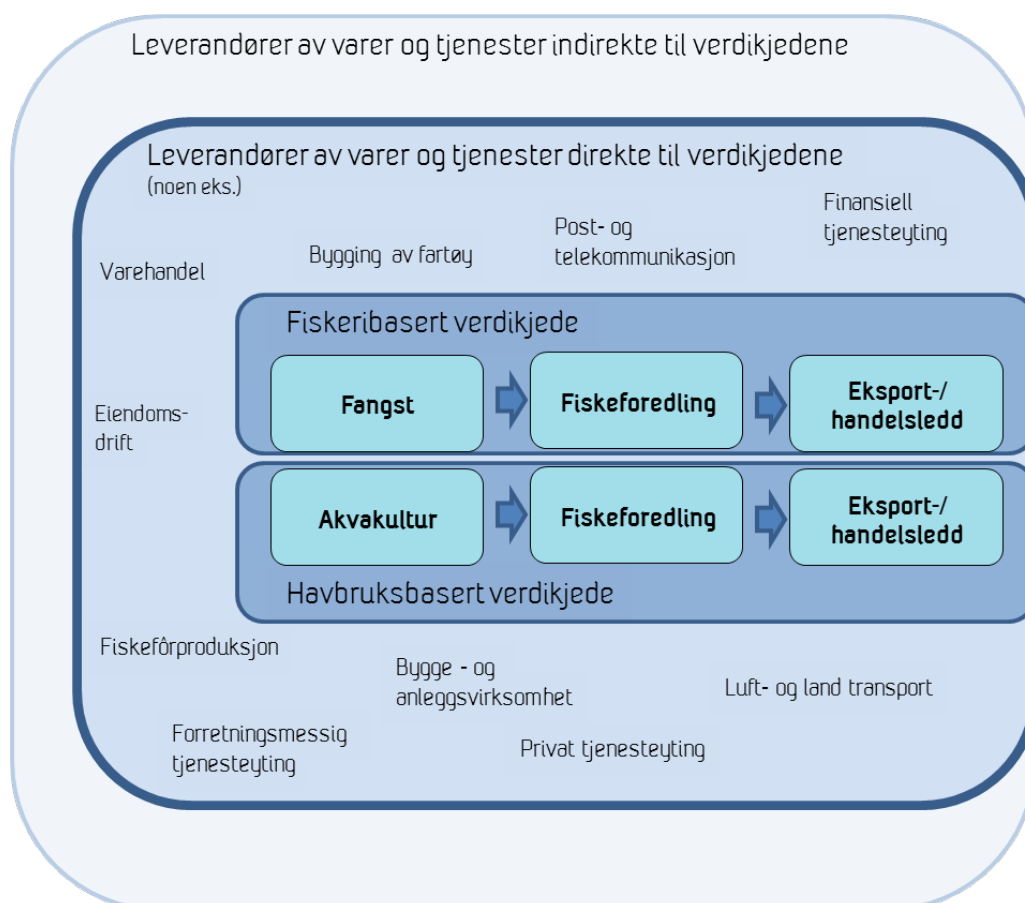 Leverandører av varer og tjenester indirekte til verdikjedene
Leverandører av varer og tjenester direkte til verdikjedene
(noen eks.)
Finansiell
tjenesteyting
Post- og
telekommunikasjon
Bygging av fartøy
Varehandel
Fiskeribasert verdikjede
Fangst
Fiskeforedling
Eksport-/
handelsledd
Eiendoms-
drift
Akvakultur
Fiskeforedling
Eksport-/
handelsledd
Havbruksbasert verdikjede
Fiskefôrproduksjon
Bygge - og
anleggsvirksomhet
Luft- og land transport
Forretningsmessig
tjenesteyting
Privat tjenesteyting